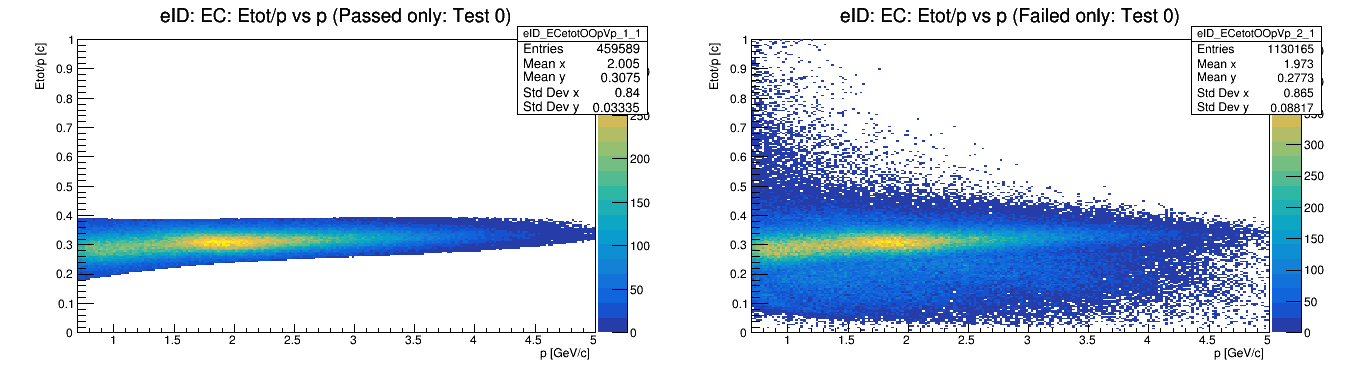 eID: EC: Etot/p vs p (Passed only: Test 0)
eID_ECetotOOpVp_1_1
Entries 459589
Mean x 2.005
Mean y 0.3075
Std Dev x 0.84
Std Dev y 0.03335
Etot/p [c]
1
0.9
0.8
0.7
0.6
0.5
0.4
0.3
0.2
0.1
0
1 1.5 2 2.5 3 3.5 4 4.5 5
p [GeV/c]
250
200
150
100
50
0
eID: EC: Etot/p vs p (Failed only: Test 0)
eID_ECetotOOpVp_2_1
Entries 1130165
Mean x 1.973
Mean y 0.2773
Std Dev x 0.865
Std Dev y 0.08817
Etot/p [c]
1
0.9
0.8
0.7
0.6
0.5
0.4
0.3
0.2
0.1
0
1 1.5 2 2.5 3 3.5 4 4.5 5
p [GeV/c]
350
300
250
200
150
100
50
0